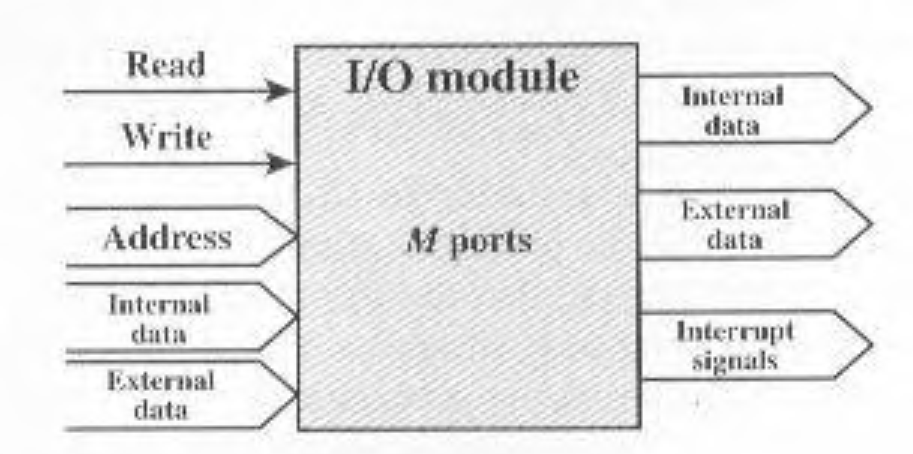 Read
Write
Address
Internal
data
External
data
I/O module
M ports
Internal
data
External
data
Interrupt
signals